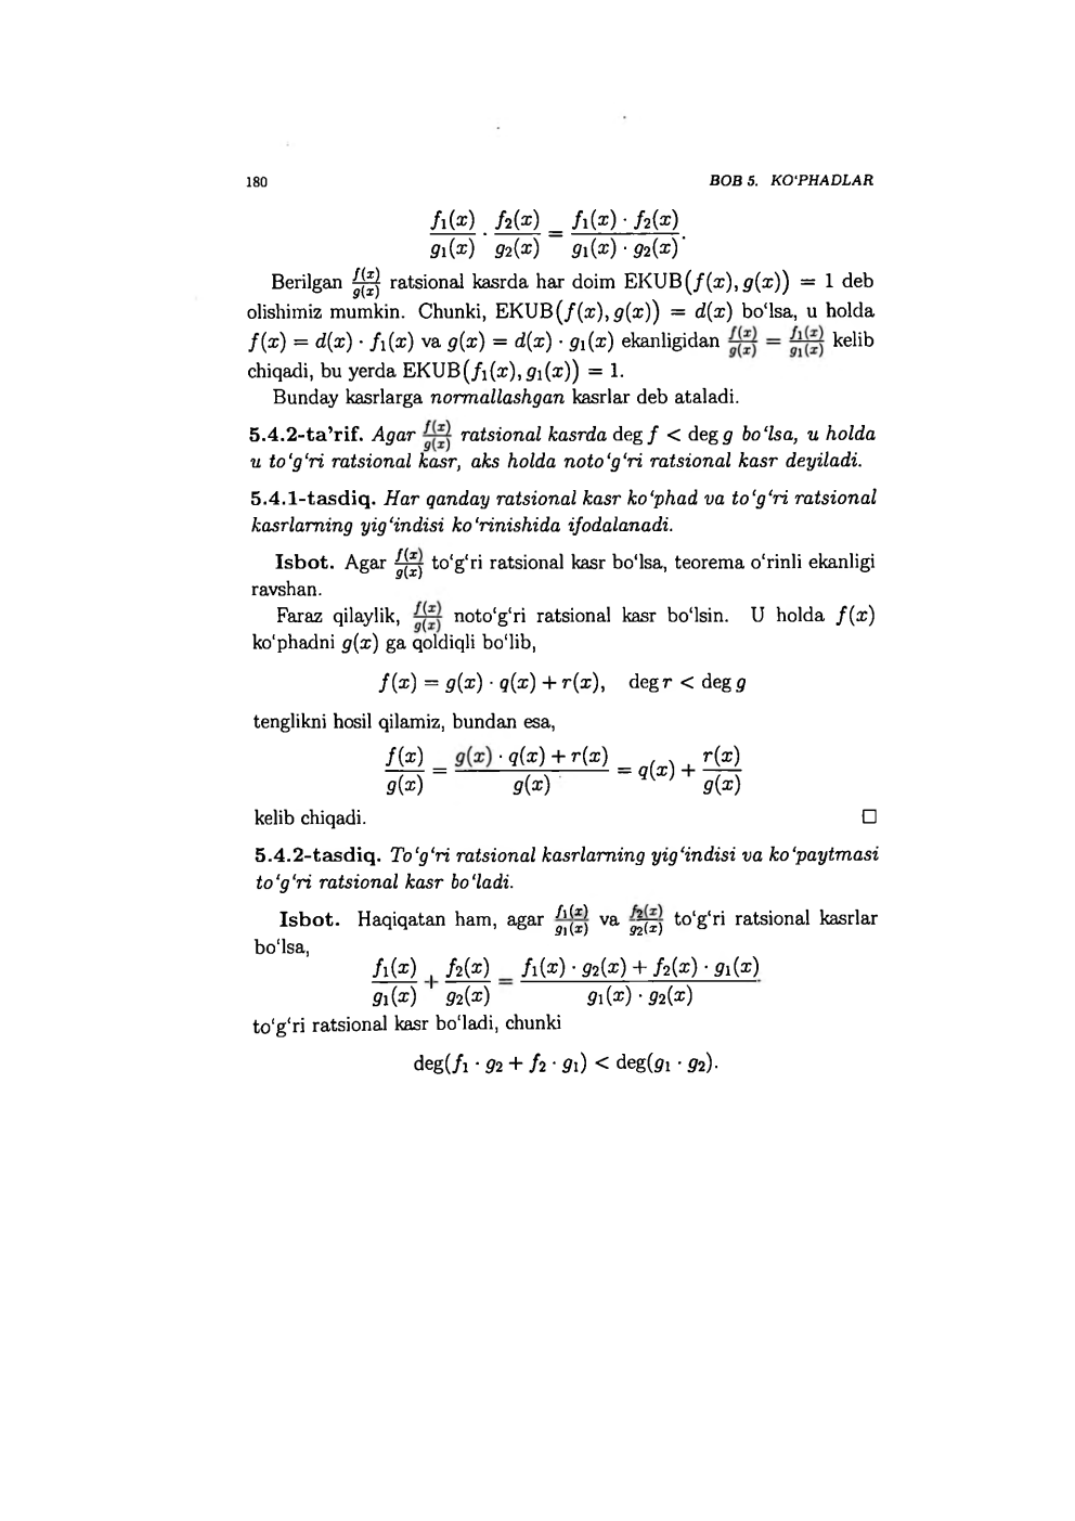 180 BOB 5. KO‘PHADLAR
f₁(x)/g₁(x) · f₂(x)/g₂(x) = f₁(x) · f₂(x)/g₁(x) · g₂(x).
Berilgan f(x)/g(x) ratsional kasrda har doim EKUB(f(x), g(x)) = 1 deb
olishimiz mumkin. Chunki, EKUB(f(x), g(x)) = d(x) bo‘lsa, u holda
f(x) = d(x) · f₁(x) va g(x) = d(x) · g₁(x) ekanligidan f(x)/g(x) = f₁(x)/g₁(x) kelib
chiqadi, bu yerda EKUB(f₁(x), g₁(x)) = 1.
Bunday kasrlarga normallashgan kasrlar deb ataladi.
5.4.2-ta’rif. Agar f(x)/g(x) ratsional kasrda deg f < deg g bo‘lsa, u holda
u to‘g‘ri ratsional kasr, aks holda noto‘g‘ri ratsional kasr deyiladi.
5.4.1-tasdiq. Har qanday ratsional kasr ko‘phad va to‘g‘ri ratsional
kasrlarning yig‘indisi ko‘rinishida ifodalanadi.
Isbot. Agar f(x)/g(x) to‘g‘ri ratsional kasr bo‘lsa, teorema o‘rinli ekanligi
ravshan.
Faraz qilaylik, f(x)/g(x) noto‘g‘ri ratsional kasr bo‘lsin. U holda f(x)
ko‘phadni g(x) ga qoldiqli bo‘lib,
f(x) = g(x) · q(x) + r(x), deg r < deg g
tenglikni hosil qilamiz, bundan esa,
f(x)/g(x) = g(x) · q(x) + r(x)/g(x) = q(x) + r(x)/g(x)
kelib chiqadi. □
5.4.2-tasdiq. To‘g‘ri ratsional kasrlarning yig‘indisi va ko‘paytmasi
to‘g‘ri ratsional kasr bo‘ladi.
Isbot. Haqiqatan ham, agar f₁(x)/g₁(x) va f₂(x)/g₂(x) to‘g‘ri ratsional kasrlar
bo‘lsa,
f₁(x)/g₁(x) + f₂(x)/g₂(x) = f₁(x) · g₂(x) + f₂(x) · g₁(x)/g₁(x) · g₂(x)
to‘g‘ri ratsional kasr bo‘ladi, chunki
deg(f₁ · g₂ + f₂ · g₁) < deg(g₁ · g₂).